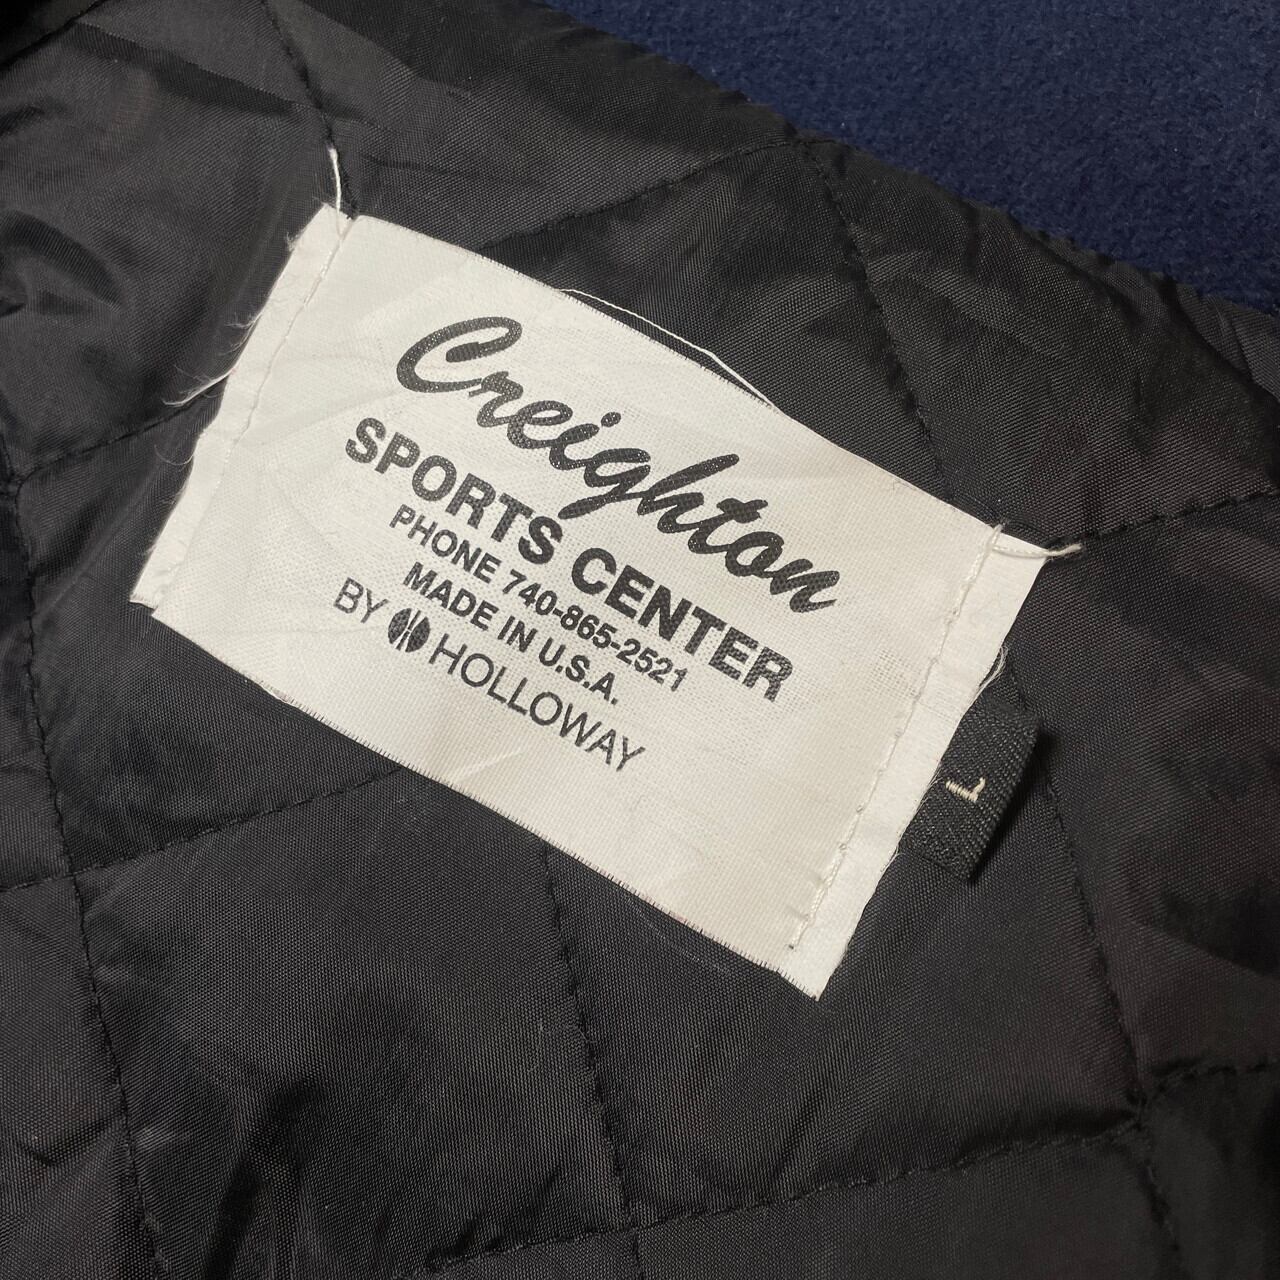 Creighton
SPORTS CENTER
PHONE 740-865-2521
MADE IN U.S.A.
BY HOLLOWAY
L